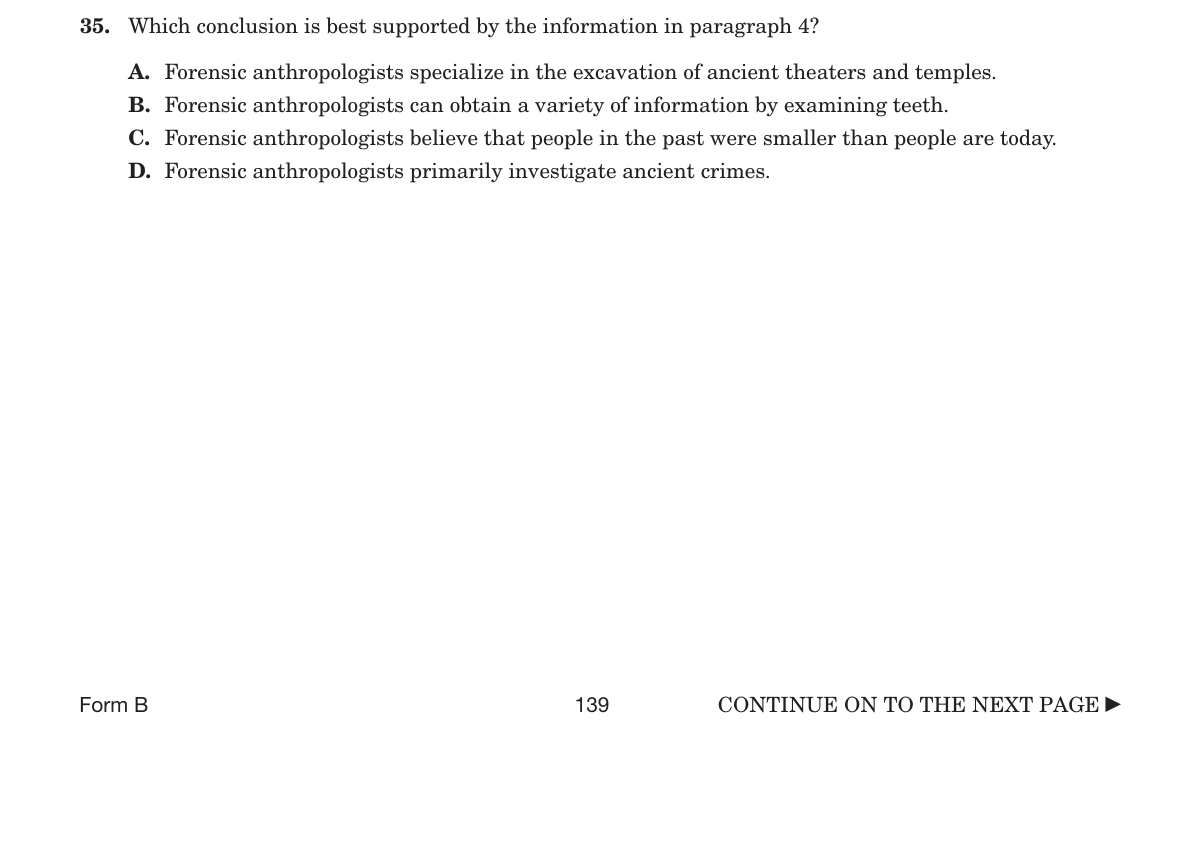 35. Which conclusion is best supported by the information in paragraph 4?
A. Forensic anthropologists specialize in the excavation of ancient theaters and temples.
B. Forensic anthropologists can obtain a variety of information by examining teeth.
C. Forensic anthropologists believe that people in the past were smaller than people are today.
D. Forensic anthropologists primarily investigate ancient crimes.
Form B 139 CONTINUE ON TO THE NEXT PAGE ►